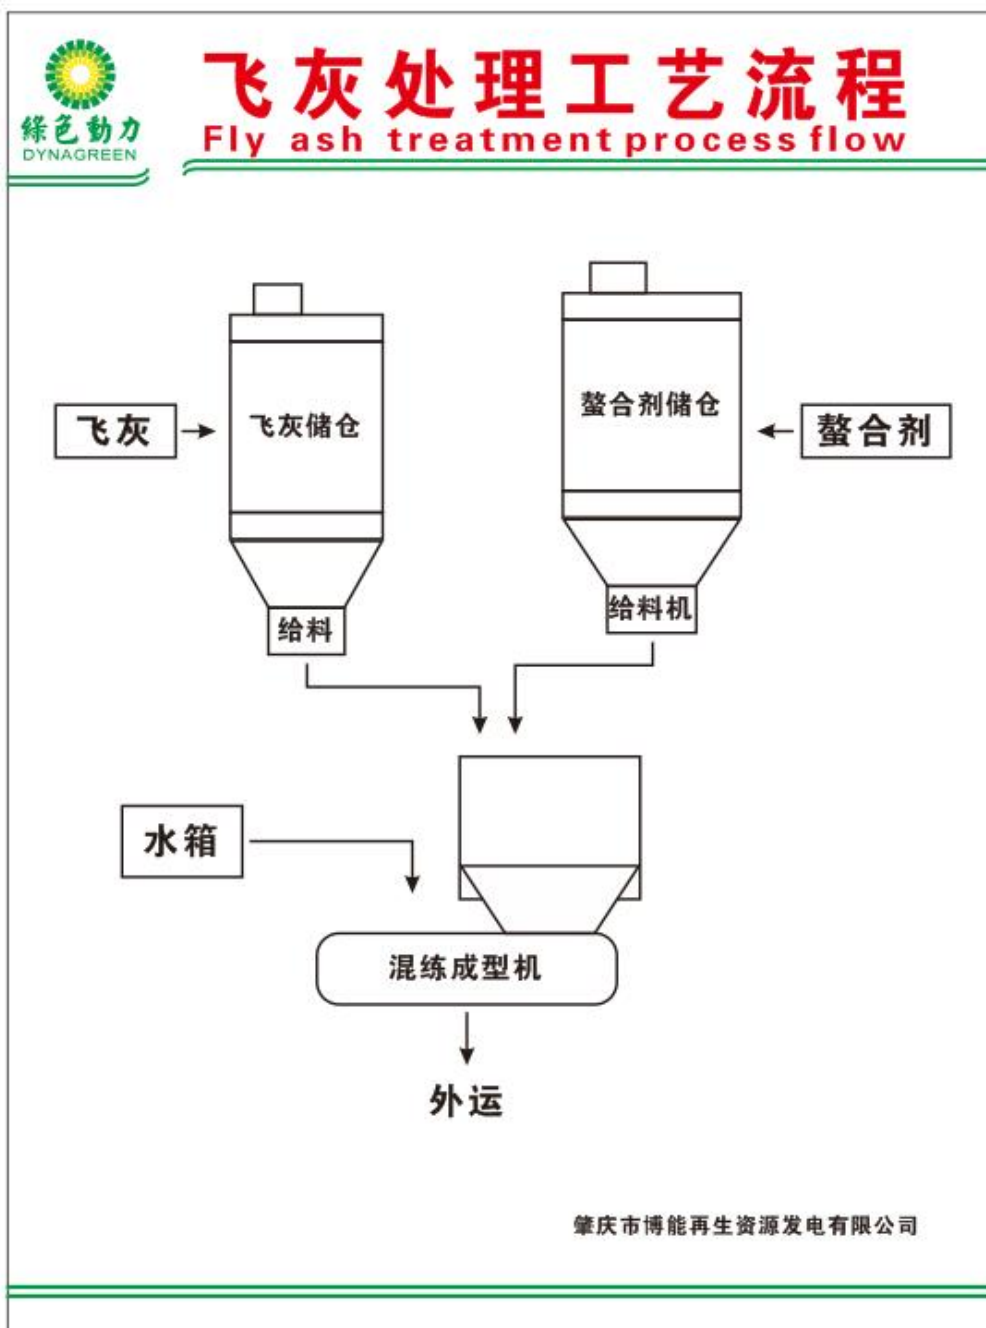 飞灰处理工艺流程
Fly ash treatment process flow
綠色動力
DYNAGREEN
飞灰
飞灰储仓
螯合剂储仓
螯合剂
给料
给料机
水箱
混练成型机
外运
肇庆市博能再生资源发电有限公司